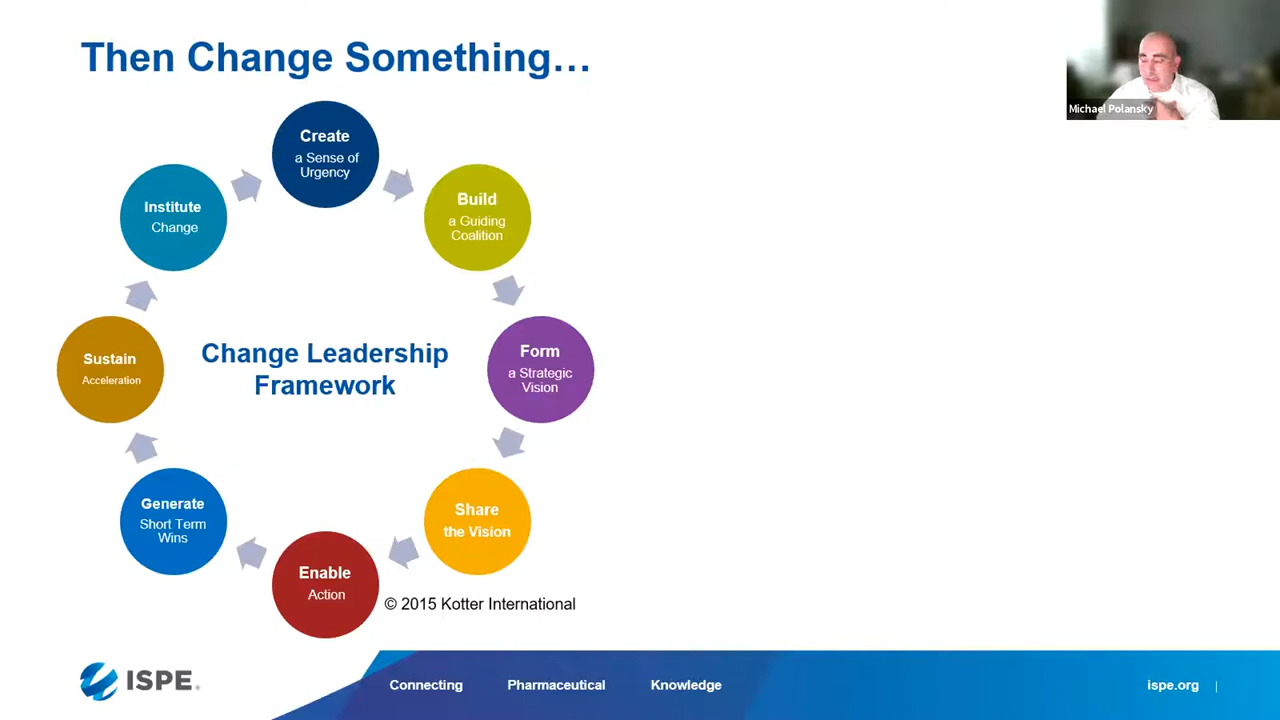 Then Change Something…
Michael Polansky
Create
a Sense of
Urgency
Build
a Guiding
Coalition
Form
a Strategic
Vision
Share
the Vision
Enable
Action
Generate
Short Term
Wins
Sustain
Acceleration
Institute
Change
Change Leadership
Framework
© 2015 Kotter International
ISPE®
Connecting Pharmaceutical Knowledge
ispe.org |